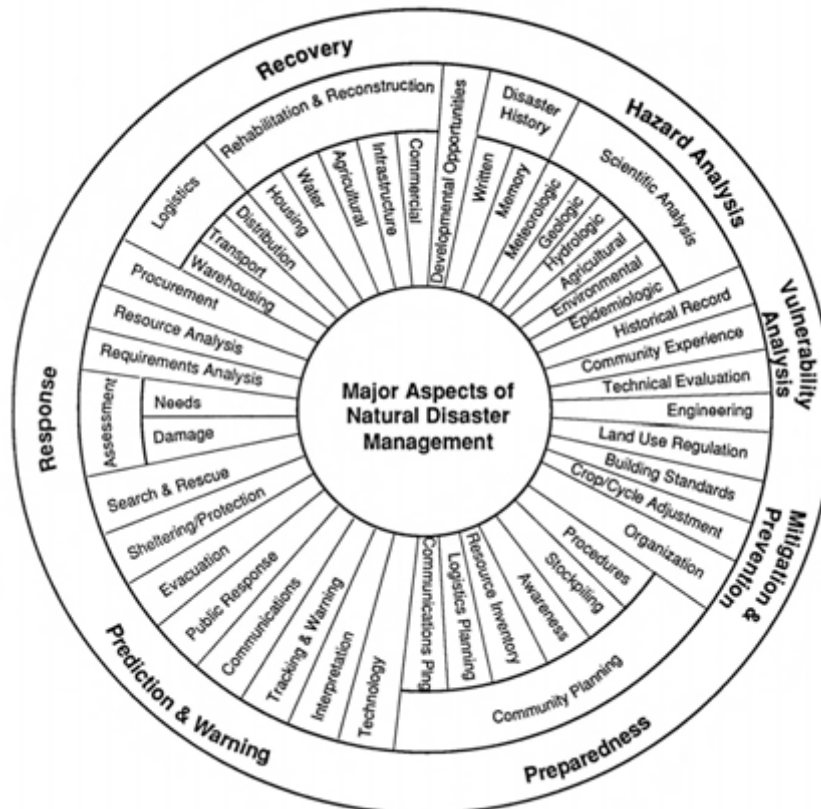 Major Aspects of
Natural Disaster
Management
Hazard Analysis
Disaster
History
Written
Memory
Scientific Analysis
Meteorologic
Geologic
Hydrologic
Agricultural
Environmental
Epidemiologic
Vulnerability
Analysis
Historical Record
Community Experience
Technical Evaluation
Mitigation &
Prevention
Engineering
Land Use Regulation
Building Standards
Crop/Cycle Adjustment
Organization
Preparedness
Community Planning
Procedures
Stockpiling
Awareness
Resource Inventory
Logistics Planning
Communications Plng
Prediction & Warning
Technology
Interpretation
Tracking & Warning
Communications
Public Response
Response
Evacuation
Sheltering/Protection
Search & Rescue
Assessment
Damage
Needs
Requirements Analysis
Resource Analysis
Procurement
Logistics
Warehousing
Transport
Distribution
Recovery
Rehabilitation & Reconstruction
Housing
Water
Agricultural
Infrastructure
Commercial
Developmental Opportunities